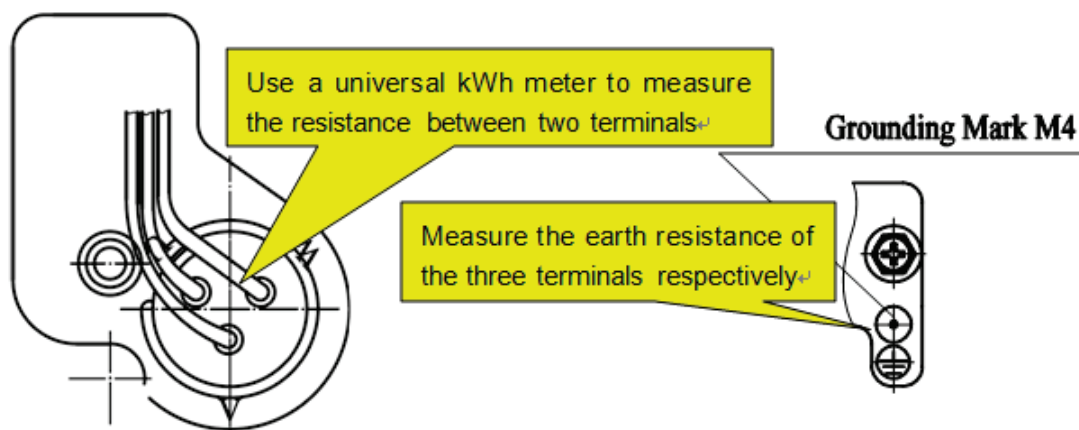 Use a universal kWh meter to measure
the resistance between two terminals↵
Grounding Mark M4
Measure the earth resistance of
the three terminals respectively↵